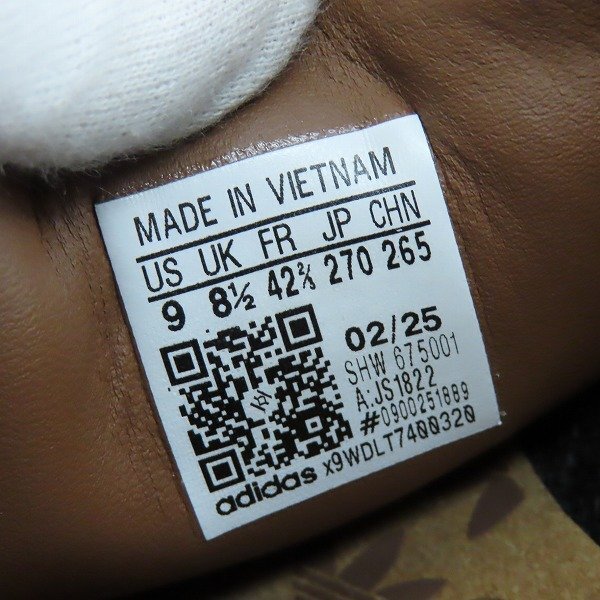 MADE IN VIETNAM
US UK FR JP CHN
9 8½ 42⅔ 270 265
02/25
SHW 675001
A:JS1822
#0900251889
adidas x9WDLT7400320